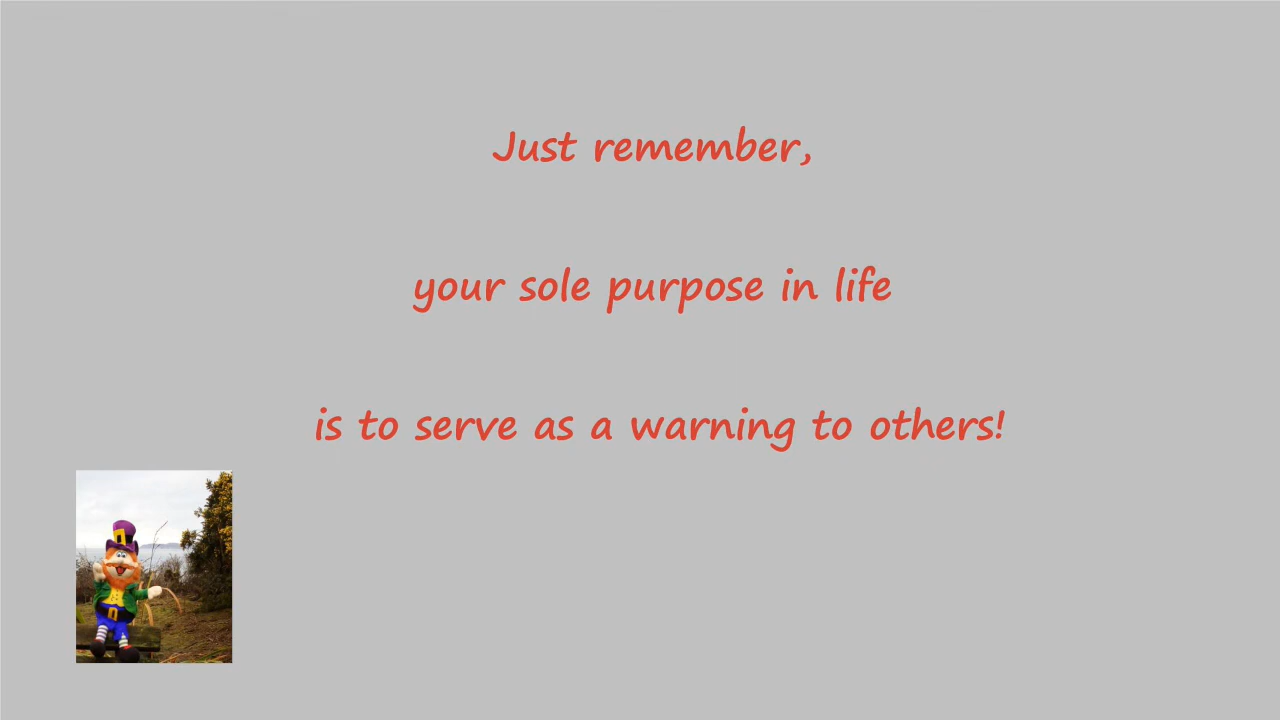 Just remember,
your sole purpose in life
is to serve as a warning to others!